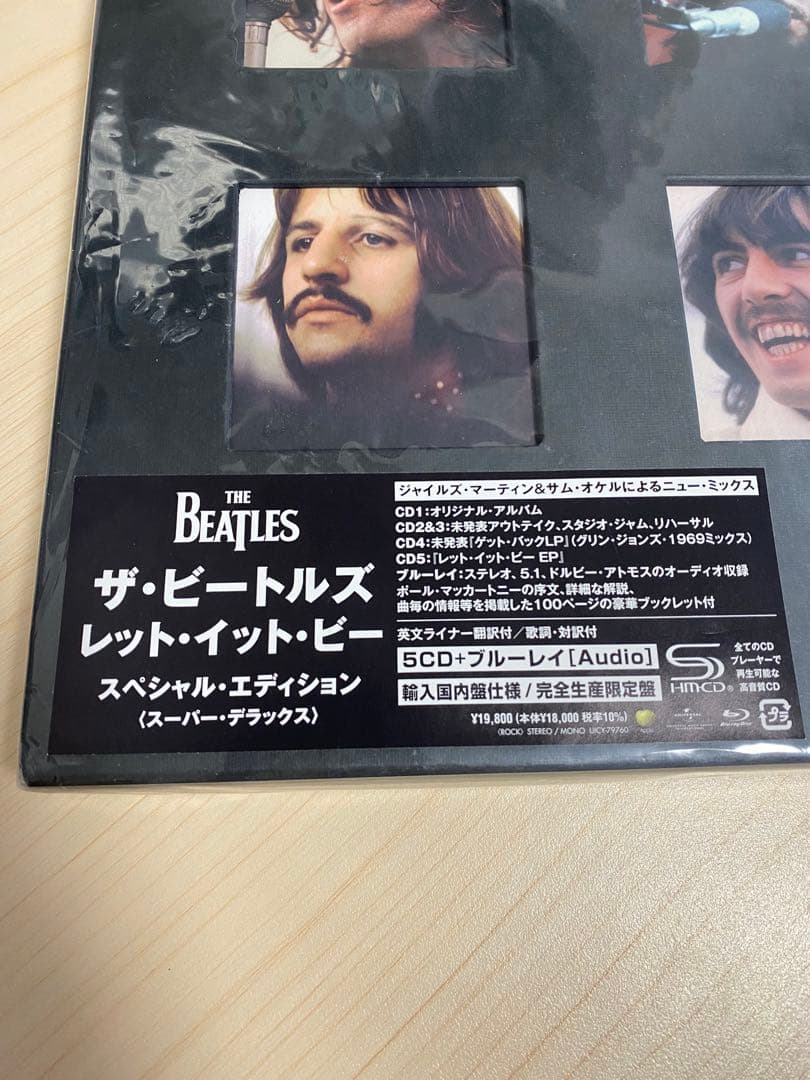 THE
BEATLES
ザ・ビートルズ
レット・イット・ビー
スペシャル・エディション
〈スーパー・デラックス〉
ジャイルズ・マーティン&サム・オケルによるニュー・ミックス
CD1:オリジナル・アルバム
CD2&3:未発表アウトテイク、スタジオ・ジャム、リハーサル
CD4:未発表『ゲット・バックLP』(グリン・ジョンズ・1969ミックス)
CD5:『レット・イット・ビー EP』
ブルーレイ:ステレオ、5.1、ドルビー・アトモスのオーディオ収録
ポール・マッカートニーの序文、詳細な解説、
曲毎の情報等を掲載した100ページの豪華ブックレット付
英文ライナー翻訳付/歌詞・対訳付
5CD+ブルーレイ[Audio]
輸入国内盤仕様/完全生産限定盤
SHM-CD®
全てのCD
プレーヤーで
再生可能な
高音質CD
¥19,800(本体¥18,000 税率10%)
〈ROCK〉 STEREO / MONO UICY-79760
UNIVERSAL
Blu-ray Disc
プラ